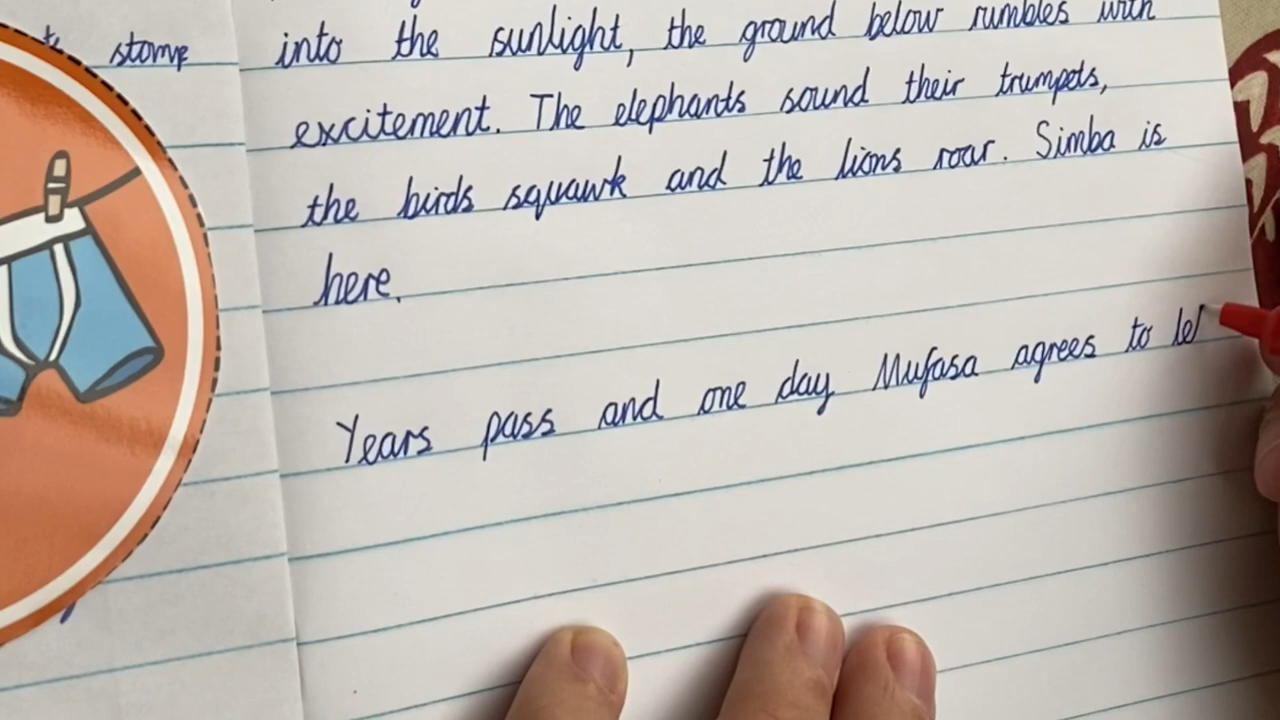 stomp
into the sunlight, the ground below rumbles with
excitement. The elephants sound their trumpets,
the birds squawk and the lions roar. Simba is
here.
Years pass and one day Mufasa agrees to let